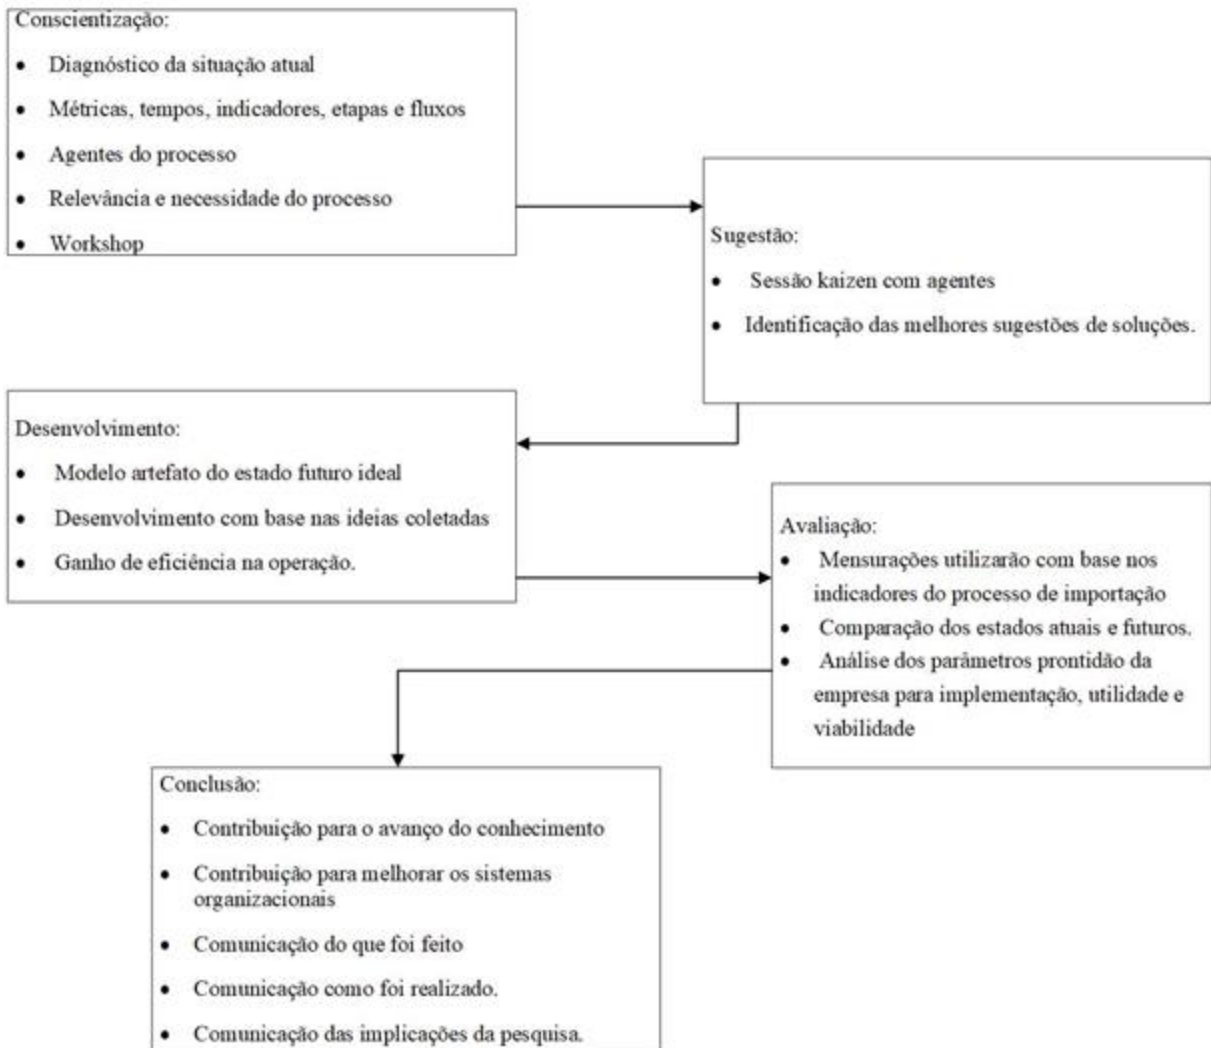 Conscientização:
• Diagnóstico da situação atual
• Métricas, tempos, indicadores, etapas e fluxos
• Agentes do processo
• Relevância e necessidade do processo
• Workshop
Sugestão:
• Sessão kaizen com agentes
• Identificação das melhores sugestões de soluções.
Desenvolvimento:
• Modelo artefato do estado futuro ideal
• Desenvolvimento com base nas ideias coletadas
• Ganho de eficiência na operação.
Avaliação:
• Mensurações utilizarão com base nos
indicadores do processo de importação
• Comparação dos estados atuais e futuros.
• Análise dos parâmetros prontidão da
empresa para implementação, utilidade e
viabilidade
Conclusão:
• Contribuição para o avanço do conhecimento
• Contribuição para melhorar os sistemas
organizacionais
• Comunicação do que foi feito
• Comunicação como foi realizado.
• Comunicação das implicações da pesquisa.